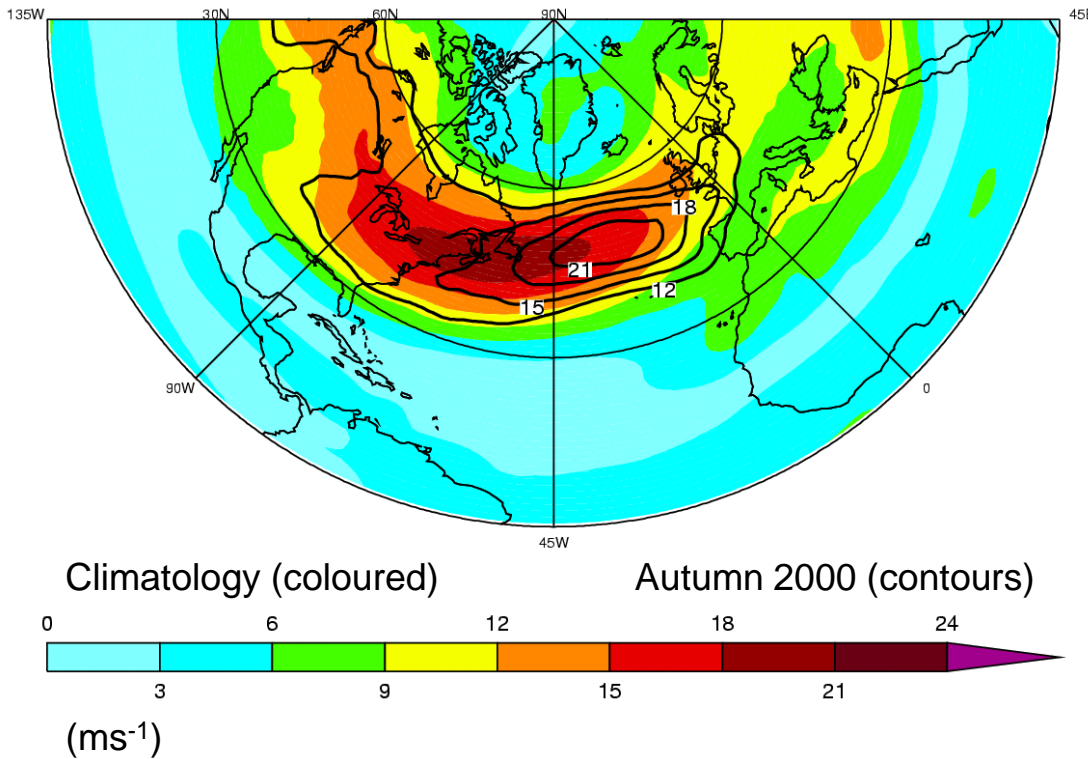 135W 30N 60N 90N 45E
18
21
12
15
90W 0
45W
Climatology (coloured) Autumn 2000 (contours)
0 6 12 18 24
3 9 15 21
(ms-1)